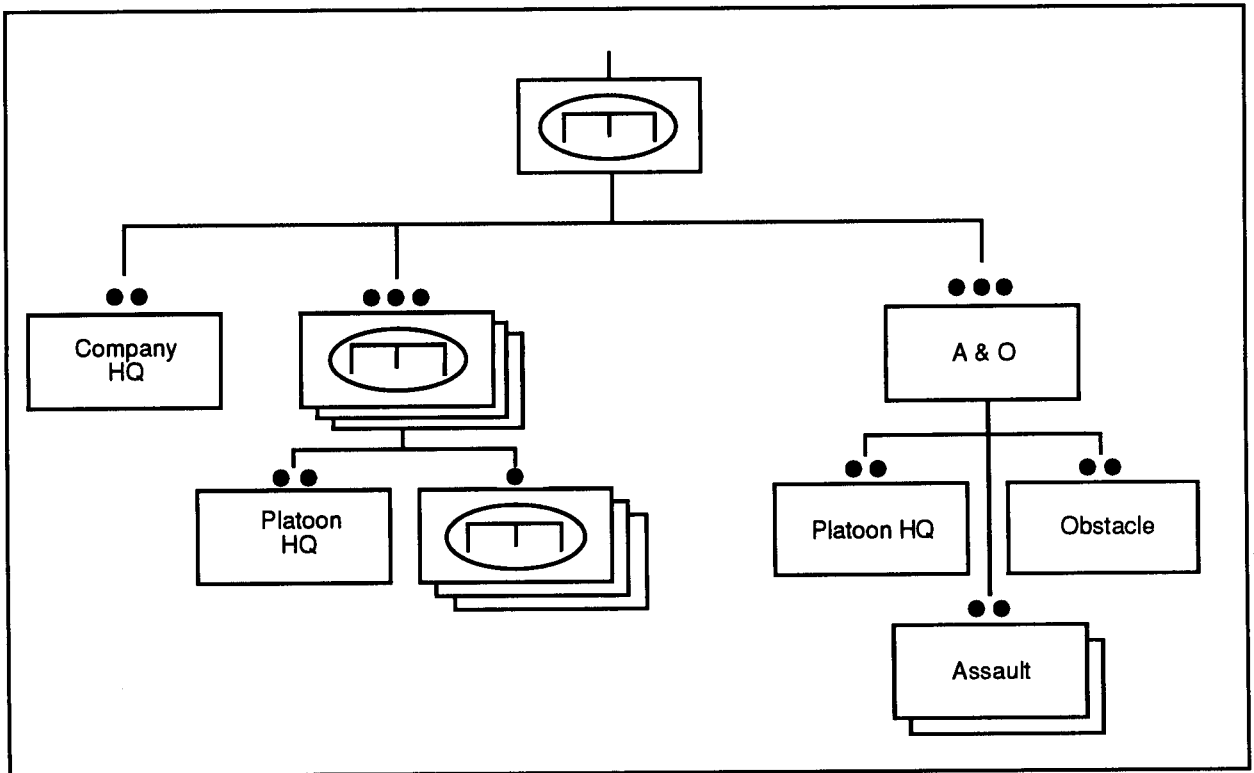 Company
HQ
A & O
Platoon
HQ
Platoon HQ
Obstacle
Assault